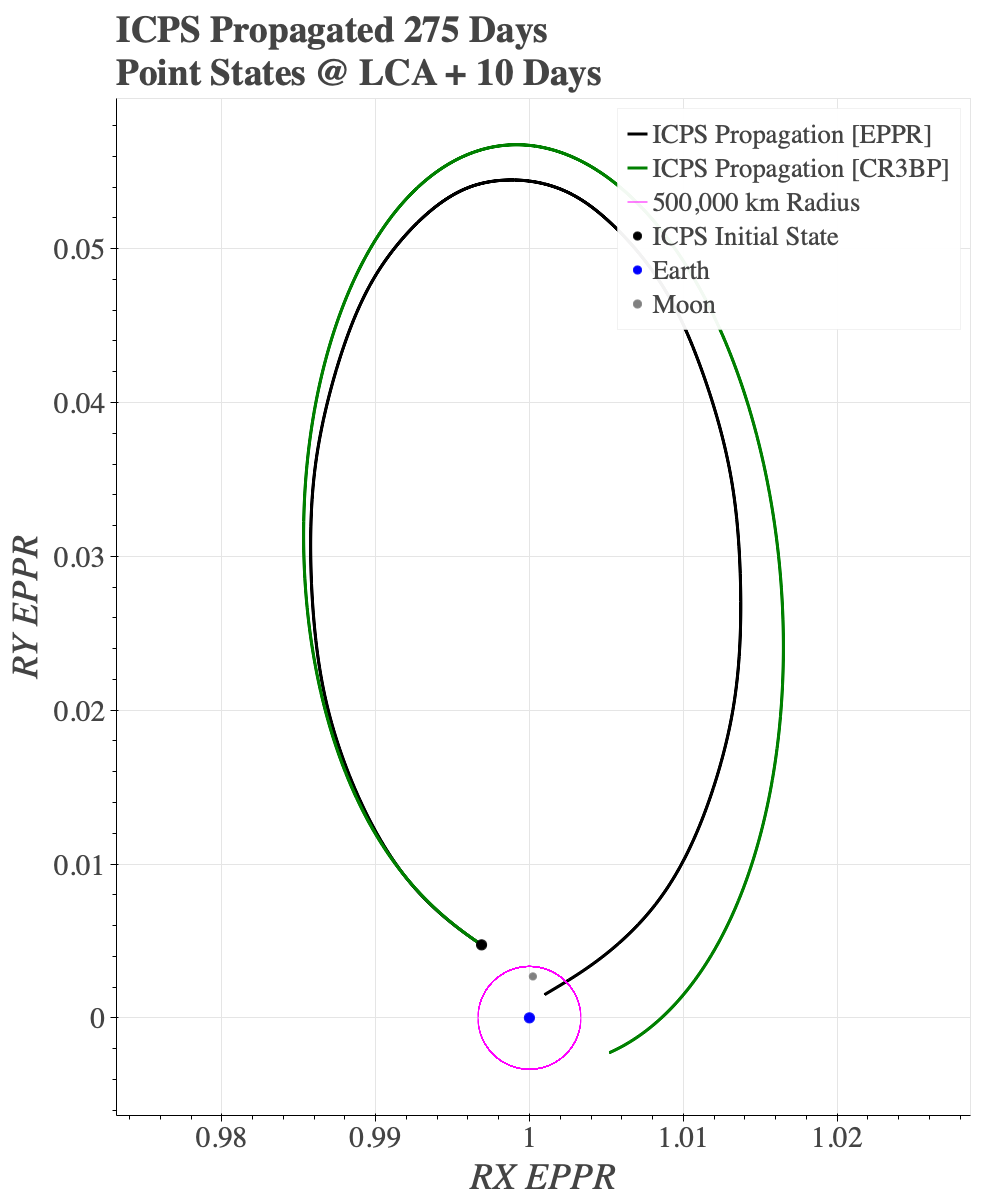 ICPS Propagated 275 Days
Point States @ LCA + 10 Days
ICPS Propagation [EPPR]
ICPS Propagation [CR3BP]
500,000 km Radius
ICPS Initial State
Earth
Moon
0.05
0.04
0.03
0.02
0.01
0
RY EPPR
0.98
0.99
1
1.01
1.02
RX EPPR